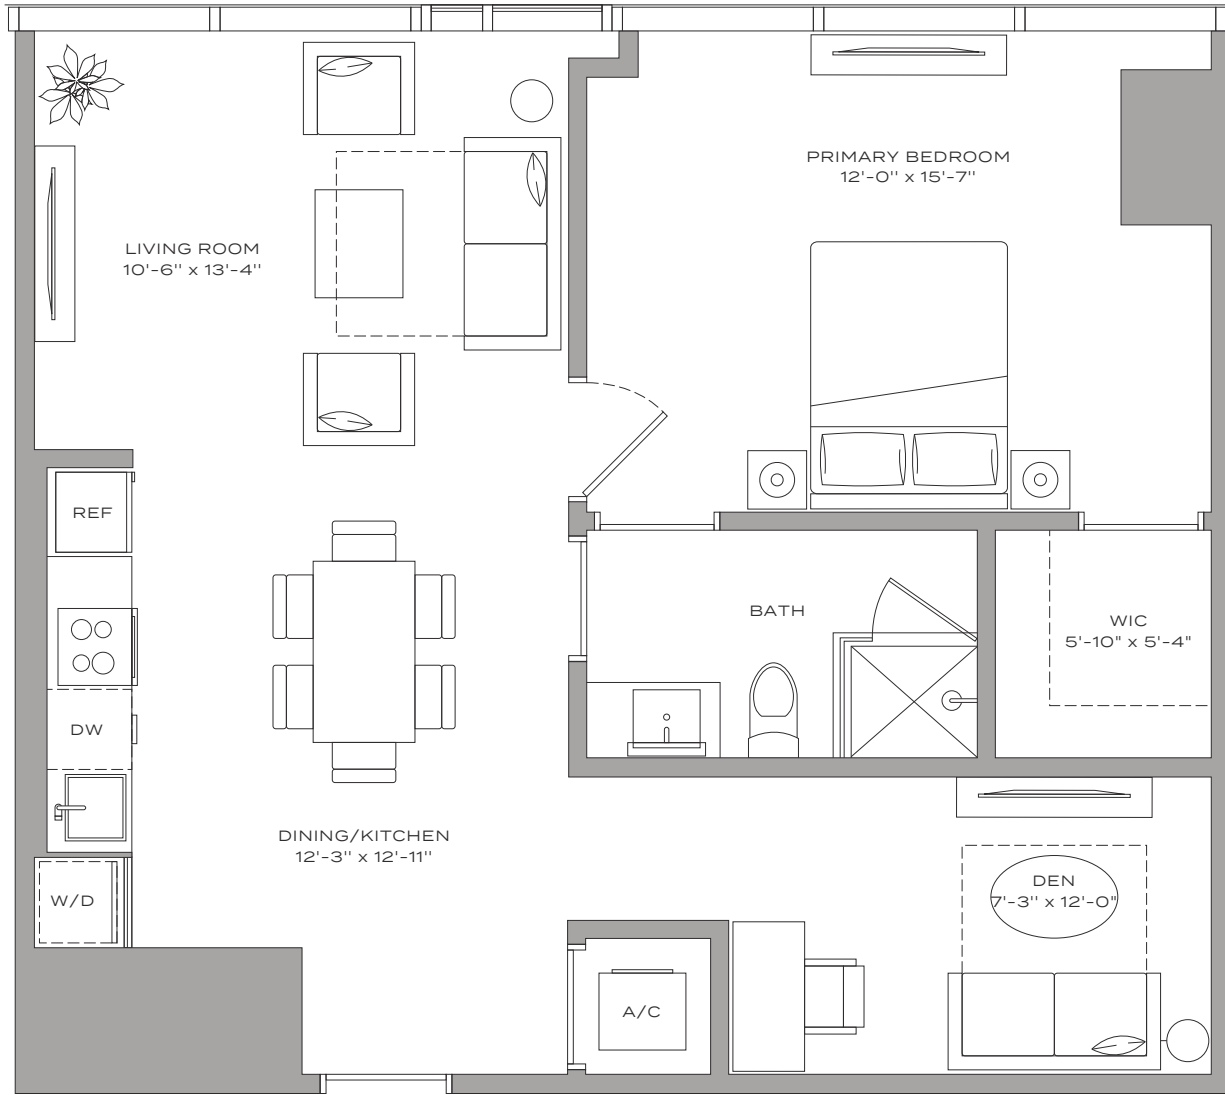 PRIMARY BEDROOM
12'-0" x 15'-7"
LIVING ROOM
10'-6" x 13'-4"
REF
BATH
WIC
5'-10" x 5'-4"
DW
DINING/KITCHEN
12'-3" x 12'-11"
DEN
7'-3" x 12'-0"
W/D
A/C